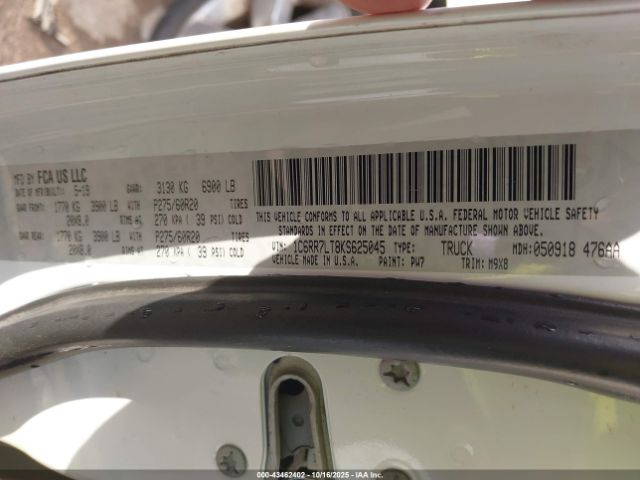 MFD BY FCA US LLC
DATE OF MFR/BUILT: 5-19 GAWR: 3130 KG 6900 LB
GAWR FRONT: 1770 KG 3900 LB WITH P275/60R20 TIRES
20X8.0 RIMS AT 270 KPA ( 39 PSI) COLD
GAWR REAR: 1770 KG 3900 LB WITH P275/60R20 TIRES
20X8.0 RIMS AT 270 KPA ( 39 PSI) COLD
THIS VEHICLE CONFORMS TO ALL APPLICABLE U.S.A. FEDERAL MOTOR VEHICLE SAFETY
STANDARDS IN EFFECT ON THE DATE OF MANUFACTURE SHOWN ABOVE.
VIN: 1C6RR7LT8KS625045 TYPE: TRUCK MDH: 050918 476AA
VEHICLE MADE IN U.S.A. PAINT: PW7 TRIM: M9X8
000-43462402 - 10/16/2025 - IAAI.COM